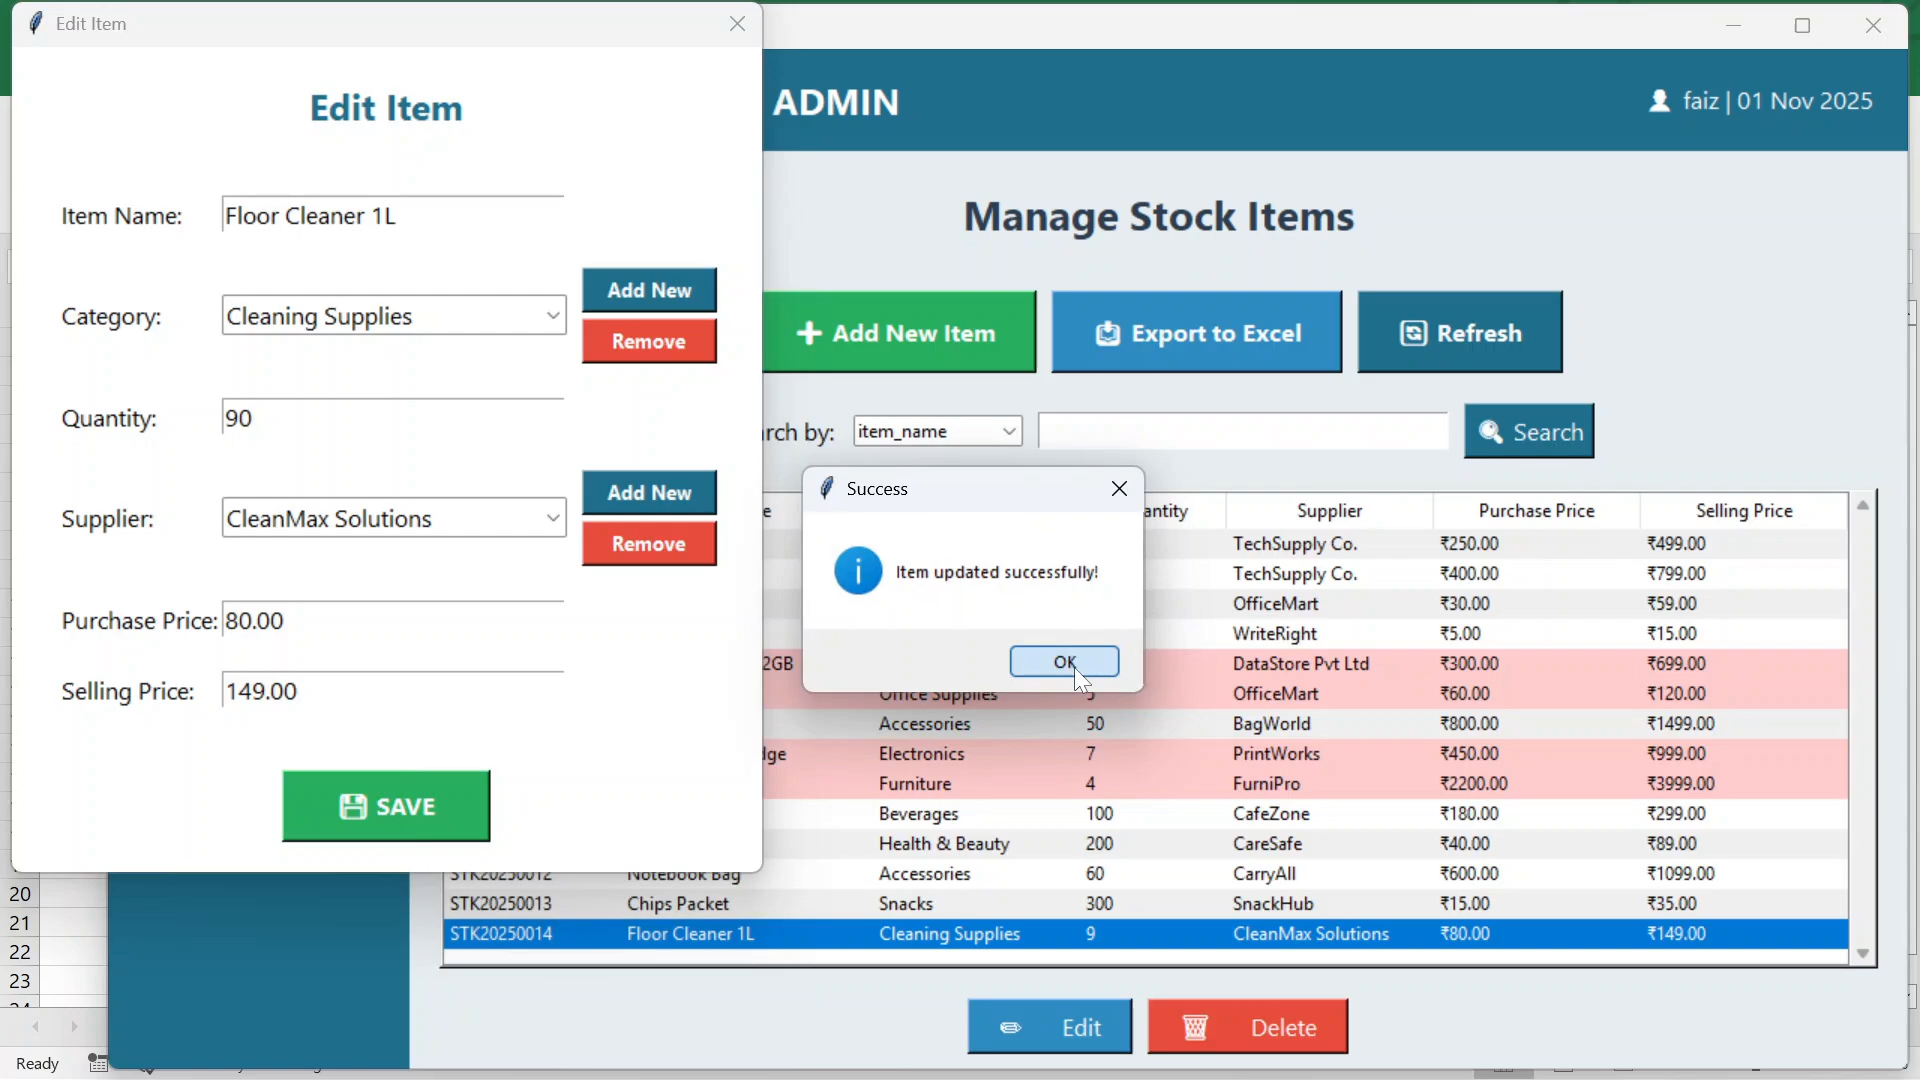 Edit Item
Edit Item
Item Name: Floor Cleaner 1L
Category: Cleaning Supplies
Add New
Remove
Quantity: 90
Supplier: CleanMax Solutions
Add New
Remove
Purchase Price: 80.00
Selling Price: 149.00
SAVE
ADMIN
faiz | 01 Nov 2025
Manage Stock Items
Add New Item
Export to Excel
Refresh
rch by: item_name
Search
Success
Item updated successfully!
OK
e antity Supplier Purchase Price Selling Price
TechSupply Co. ₹250.00 ₹499.00
TechSupply Co. ₹400.00 ₹799.00
OfficeMart ₹30.00 ₹59.00
WriteRight ₹5.00 ₹15.00
2GB DataStore Pvt Ltd ₹300.00 ₹699.00
Office Supplies 5 OfficeMart ₹60.00 ₹120.00
Accessories 50 BagWorld ₹800.00 ₹1499.00
dge Electronics 7 PrintWorks ₹450.00 ₹999.00
Furniture 4 FurniPro ₹2200.00 ₹3999.00
Beverages 100 CafeZone ₹180.00 ₹299.00
Health & Beauty 200 CareSafe ₹40.00 ₹89.00
STK20250012 Notebook Bag Accessories 60 CarryAll ₹600.00 ₹1099.00
STK20250013 Chips Packet Snacks 300 SnackHub ₹15.00 ₹35.00
STK20250014 Floor Cleaner 1L Cleaning Supplies 9 CleanMax Solutions ₹80.00 ₹149.00
Edit
Delete
20
21
22
23
24
Ready